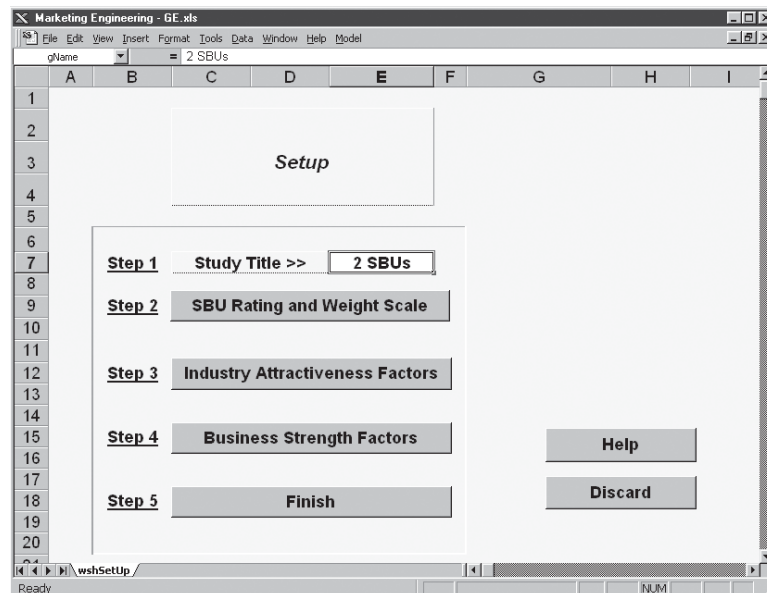 Marketing Engineering - GE.xls
File Edit View Insert Format Tools Data Window Help Model
gName = 2 SBUs
A B C D E F G H I
1
2
3 Setup
4
5
6
7 Step 1 Study Title >> 2 SBUs
8
9 Step 2 SBU Rating and Weight Scale
10
11
12 Step 3 Industry Attractiveness Factors
13
14
15 Step 4 Business Strength Factors Help
16
17
18 Step 5 Finish Discard
19
20
wshSetUp
Ready NUM